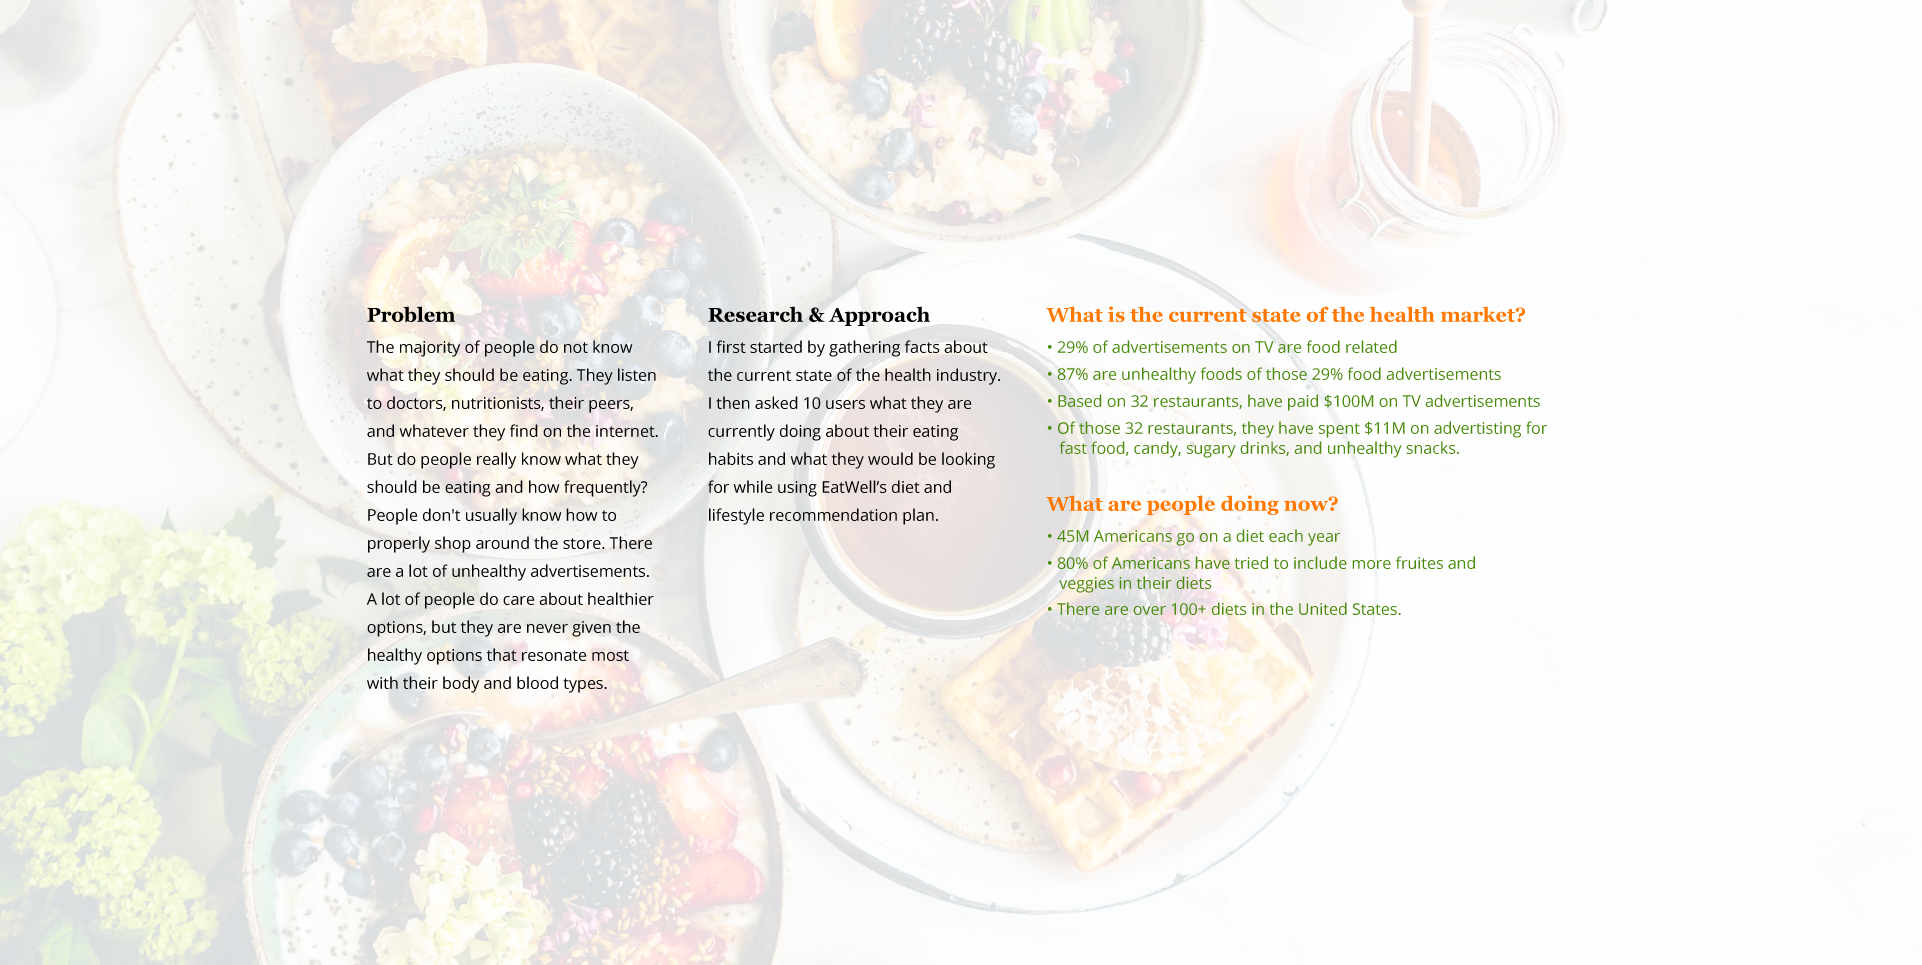 Problem
The majority of people do not know
what they should be eating. They listen
to doctors, nutritionists, their peers,
and whatever they find on the internet.
But do people really know what they
should be eating and how frequently?
People don't usually know how to
properly shop around the store. There
are a lot of unhealthy advertisements.
A lot of people do care about healthier
options, but they are never given the
healthy options that resonate most
with their body and blood types.
Research & Approach
I first started by gathering facts about
the current state of the health industry.
I then asked 10 users what they are
currently doing about their eating
habits and what they would be looking
for while using EatWell’s diet and
lifestyle recommendation plan.
What is the current state of the health market?
• 29% of advertisements on TV are food related
• 87% are unhealthy foods of those 29% food advertisements
• Based on 32 restaurants, have paid $100M on TV advertisements
• Of those 32 restaurants, they have spent $11M on advertisting for
fast food, candy, sugary drinks, and unhealthy snacks.
What are people doing now?
• 45M Americans go on a diet each year
• 80% of Americans have tried to include more fruites and
veggies in their diets
• There are over 100+ diets in the United States.